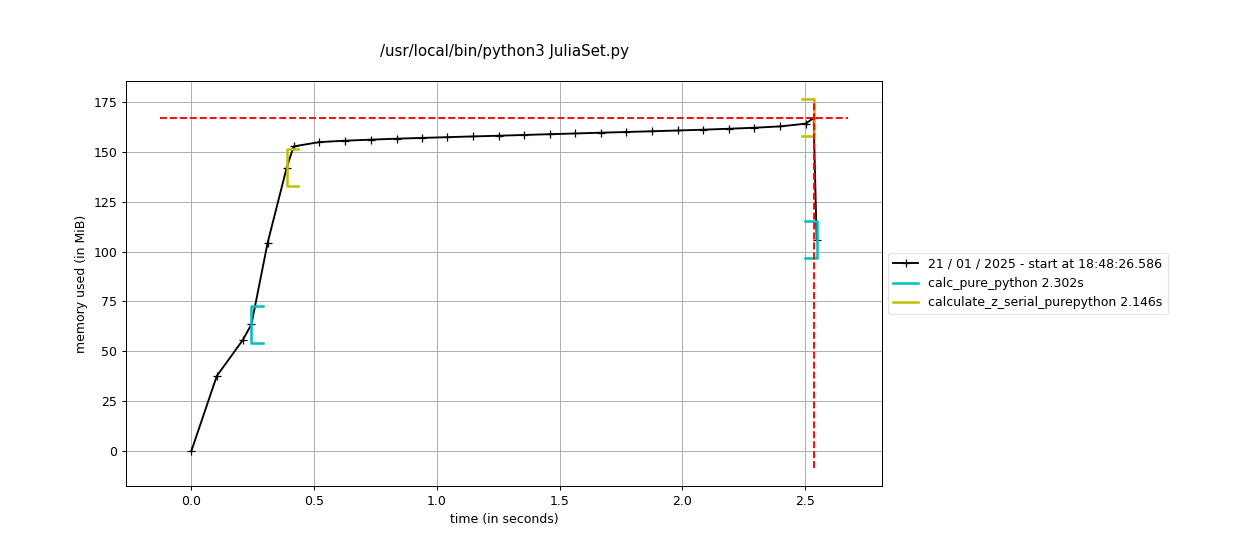 /usr/local/bin/python3 JuliaSet.py
memory used (in MiB)
175
150
125
100
75
50
25
0
0.0 0.5 1.0 1.5 2.0 2.5
time (in seconds)
21 / 01 / 2025 - start at 18:48:26.586
calc_pure_python 2.302s
calculate_z_serial_purepython 2.146s